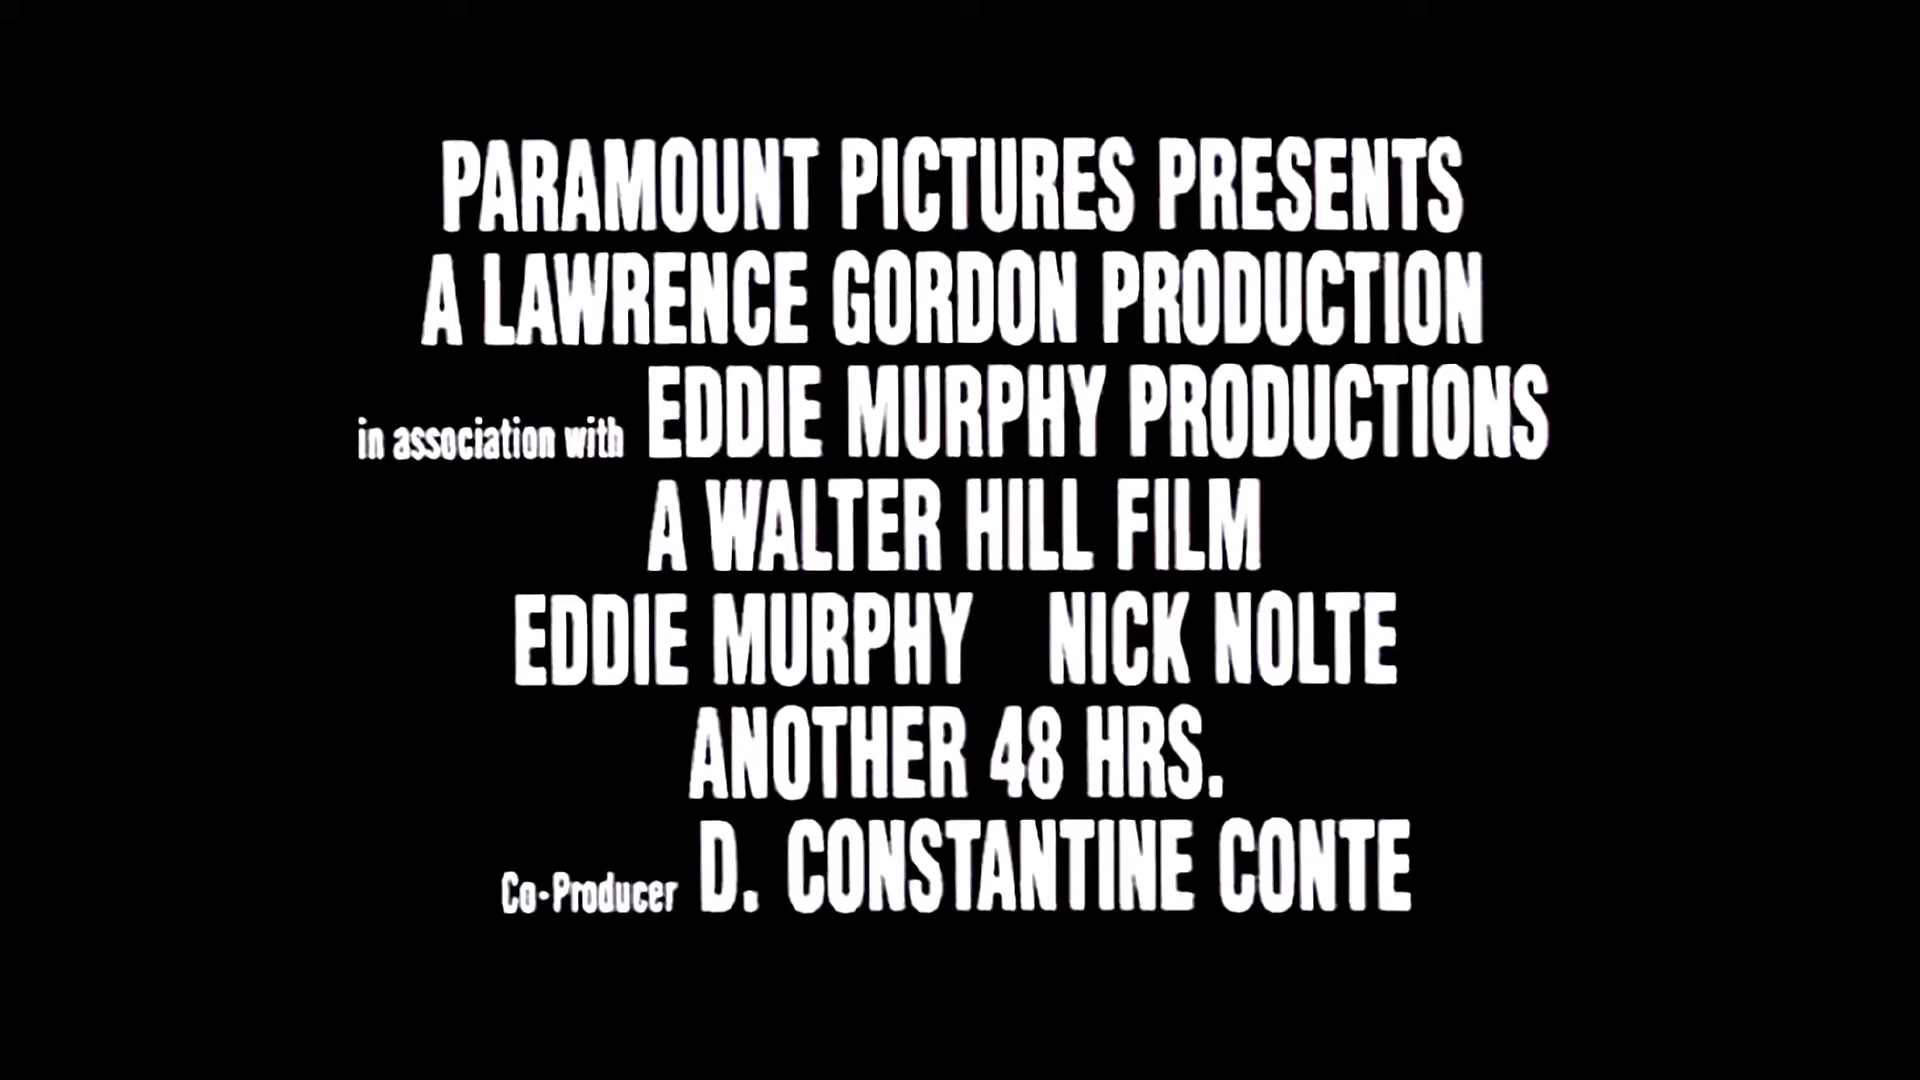 PARAMOUNT PICTURES PRESENTS
A LAWRENCE GORDON PRODUCTION
in association with EDDIE MURPHY PRODUCTIONS
A WALTER HILL FILM
EDDIE MURPHY NICK NOLTE
ANOTHER 48 HRS.
Co-Producer D. CONSTANTINE CONTE